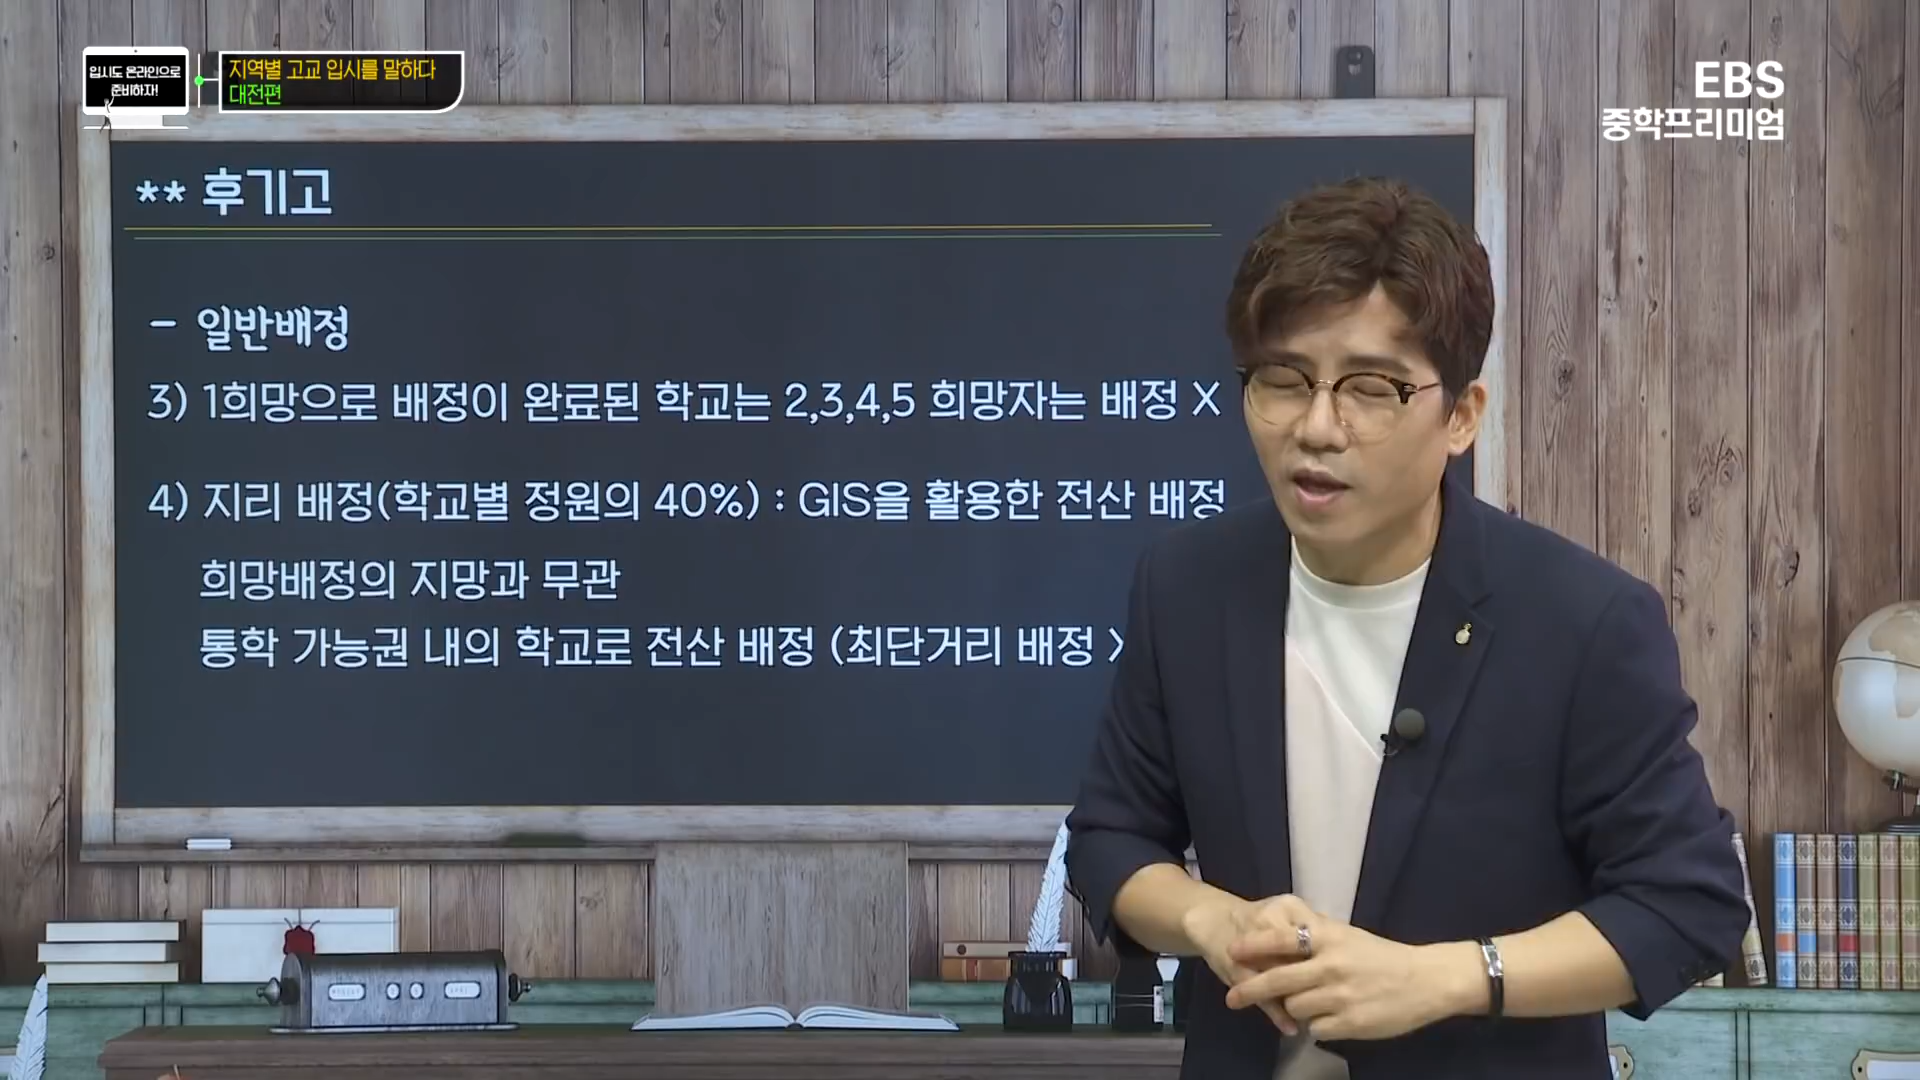 입시도 온라인으로
준비하자!
지역별 고교 입시를 말하다
대전편
EBS
중학프리미엄
** 후기고
- 일반배정
3) 1희망으로 배정이 완료된 학교는 2,3,4,5 희망자는 배정 X
4) 지리 배정(학교별 정원의 40%) : GIS을 활용한 전산 배정
희망배정의 지망과 무관
통학 가능권 내의 학교로 전산 배정 (최단거리 배정